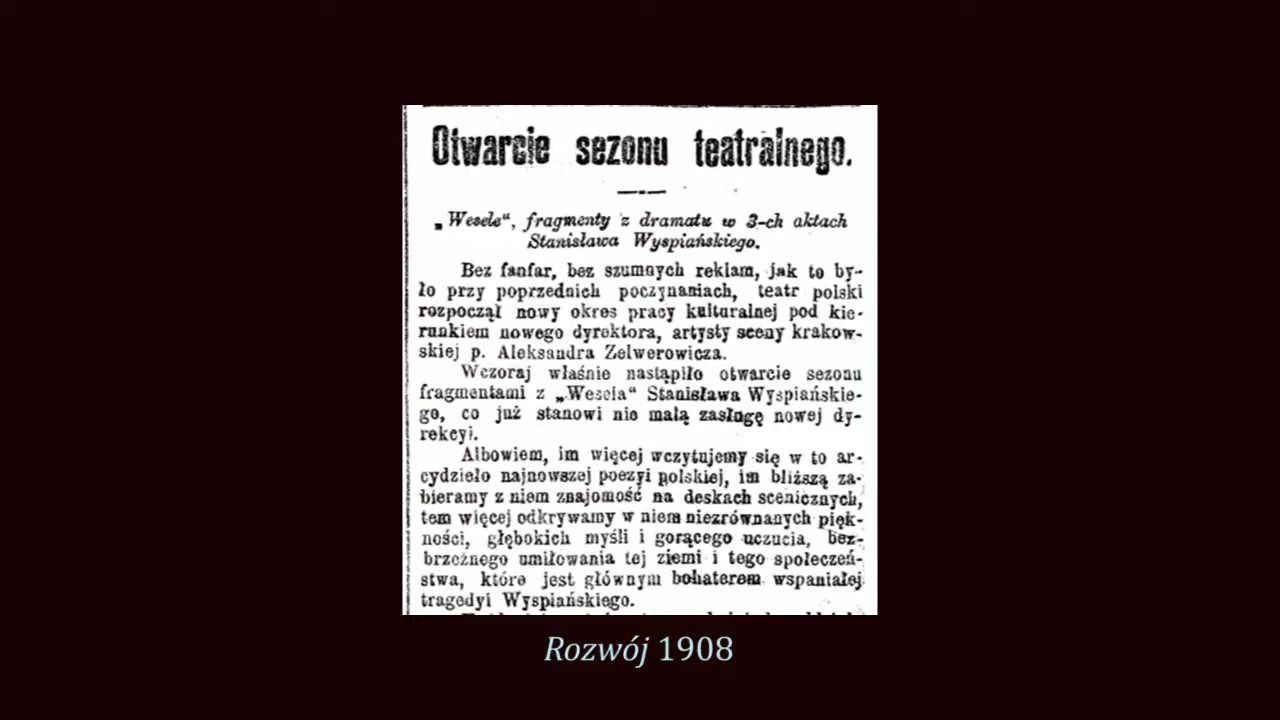 Otwarcie sezonu teatralnego.
„Wesele“, fragmenty z dramatu w 3-ch aktach
Stanisława Wyspiańskiego.
Bez fanfar, bez szumnych reklam, jak to by-
ło przy poprzednich poczynaniach, teatr polski
rozpoczął nowy okres pracy kulturalnej pod kie-
runkiem nowego dyrektora, artysty sceny krakow-
skiej p. Aleksandra Zelwerowicza.
Wczoraj właśnie nastąpiło otwarcie sezonu
fragmentami z „Wesela“ Stanisława Wyspiańskie-
go, co już stanowi nie małą zasługę nowej dy-
rekcyi.
Albowiem, im więcej wczytujemy się w to ar-
cydzieło najnowszej poezyi polskiej, im bliższą za-
bieramy z niem znajomość na deskach scenicznych,
tem więcej odkrywamy w niem niezrównanych pięk-
ności, głębokich myśli i gorącego uczucia, bez-
brzeżnego umiłowania tej ziemi i tego społeczeń-
stwa, które jest głównym bohaterem wspaniałej
tragedyi Wyspiańskiego.
Rozwój 1908